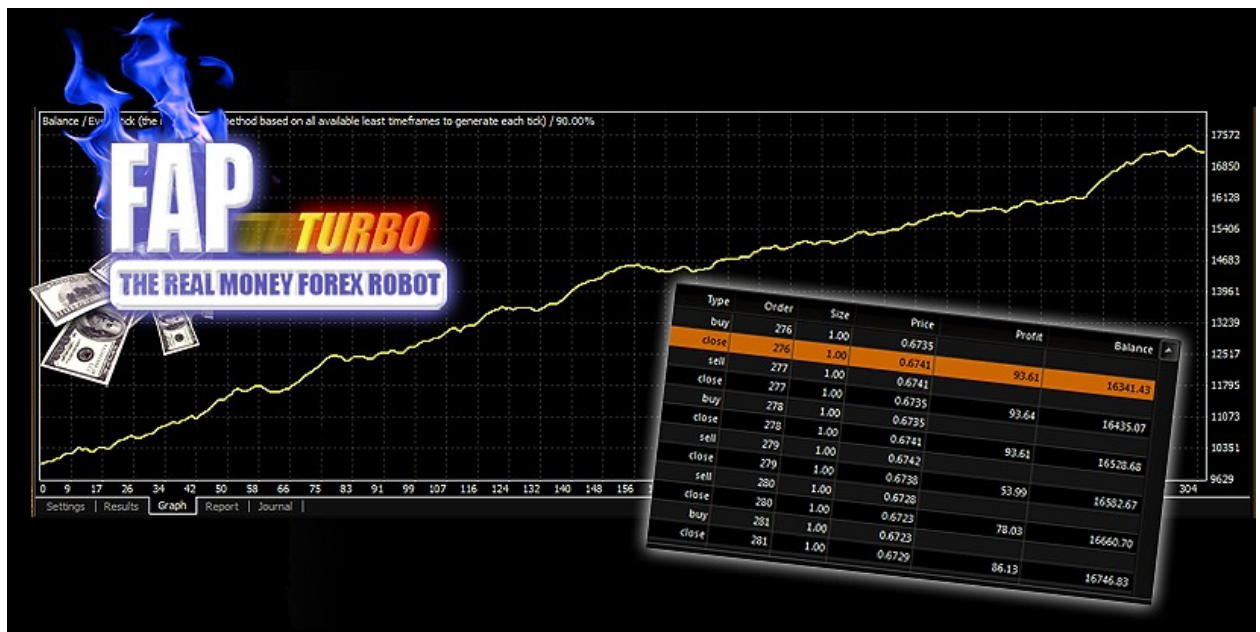 Balance / Every tick (the method based on all available least timeframes to generate each tick) / 90.00%
FAP
TURBO
THE REAL MONEY FOREX ROBOT
17572
16850
16128
15406
14683
13961
13239
12517
11795
11073
10351
9629
0 9 17 26 34 42 50 58 66 75 83 91 99 107 116 124 132 140 148 156 304
Settings | Results Graph Report | Journal |
Type Order Size Price Profit Balance
buy 276 1.00 0.6735
close 276 1.00 0.6741 93.61 16341.43
sell 277 1.00 0.6741
close 277 1.00 0.6735 93.64 16435.07
buy 278 1.00 0.6735
close 278 1.00 0.6741 93.61 16528.68
sell 279 1.00 0.6742
close 279 1.00 0.6738 53.99 16582.67
sell 280 1.00 0.6728
close 280 1.00 0.6723 78.03 16660.70
buy 281 1.00 0.6723
close 281 1.00 0.6729 86.13 16746.83